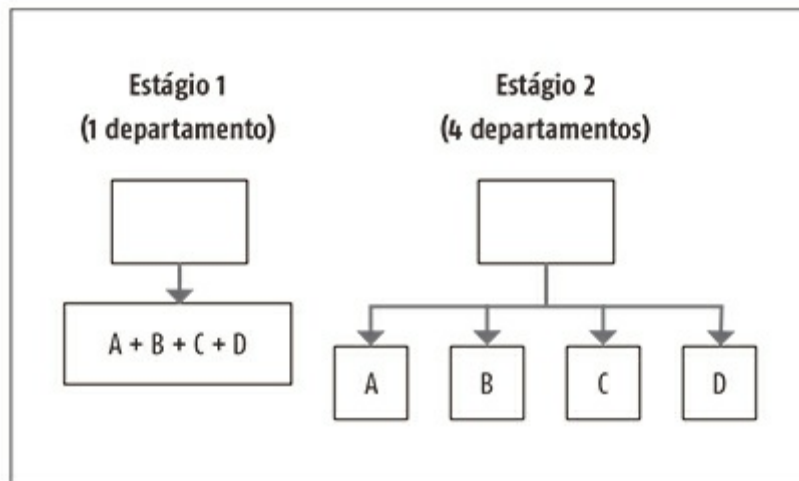 Estágio 1
(1 departamento)
A + B + C + D
Estágio 2
(4 departamentos)
A
B
C
D